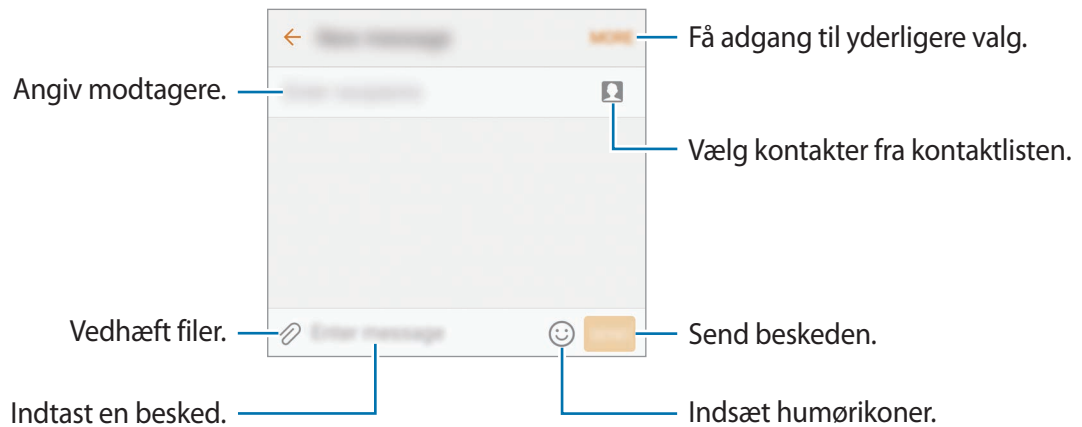 Få adgang til yderligere valg.
Angiv modtagere.
Vælg kontakter fra kontaktlisten.
Vedhæft filer.
Send beskeden.
Indtast en besked.
Indsæt humørikoner.